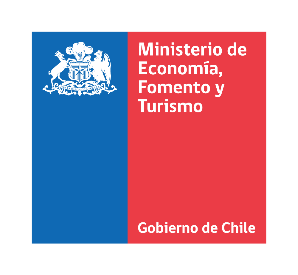 Ministerio de
Economía,
Fomento y
Turismo
Gobierno de Chile